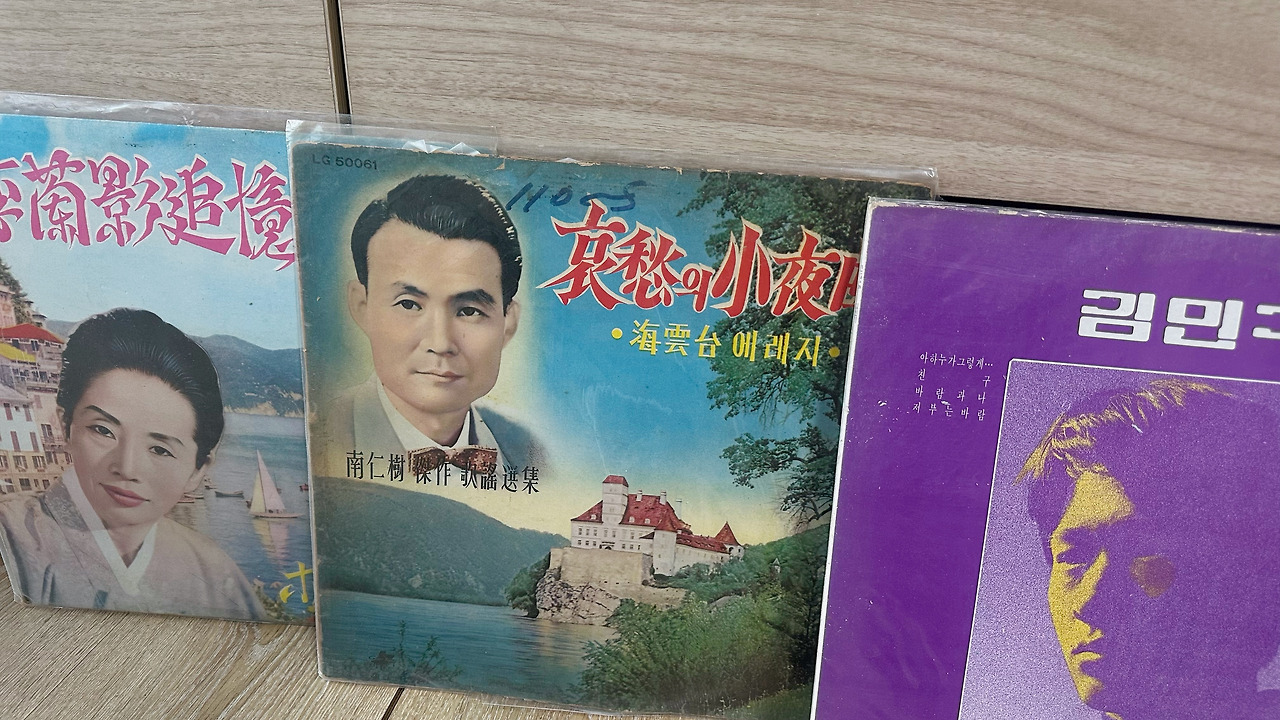 蘭影追憶
LG 50061
1100S
哀愁의小夜
•海雲台 에레지•
南仁樹 傑作 歌謠選集
김민
아하누가그렇게...
친 구
바 람 과 나
저 부 는 바 람